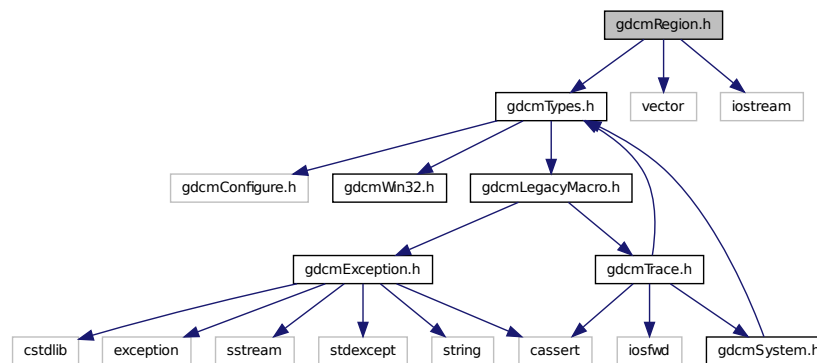 gdcmRegion.h
gdcmTypes.h
vector
iostream
gdcmConfigure.h
gdcmWin32.h
gdcmLegacyMacro.h
gdcmException.h
gdcmTrace.h
cstdlib
exception
sstream
stdexcept
string
cassert
iosfwd
gdcmSystem.h